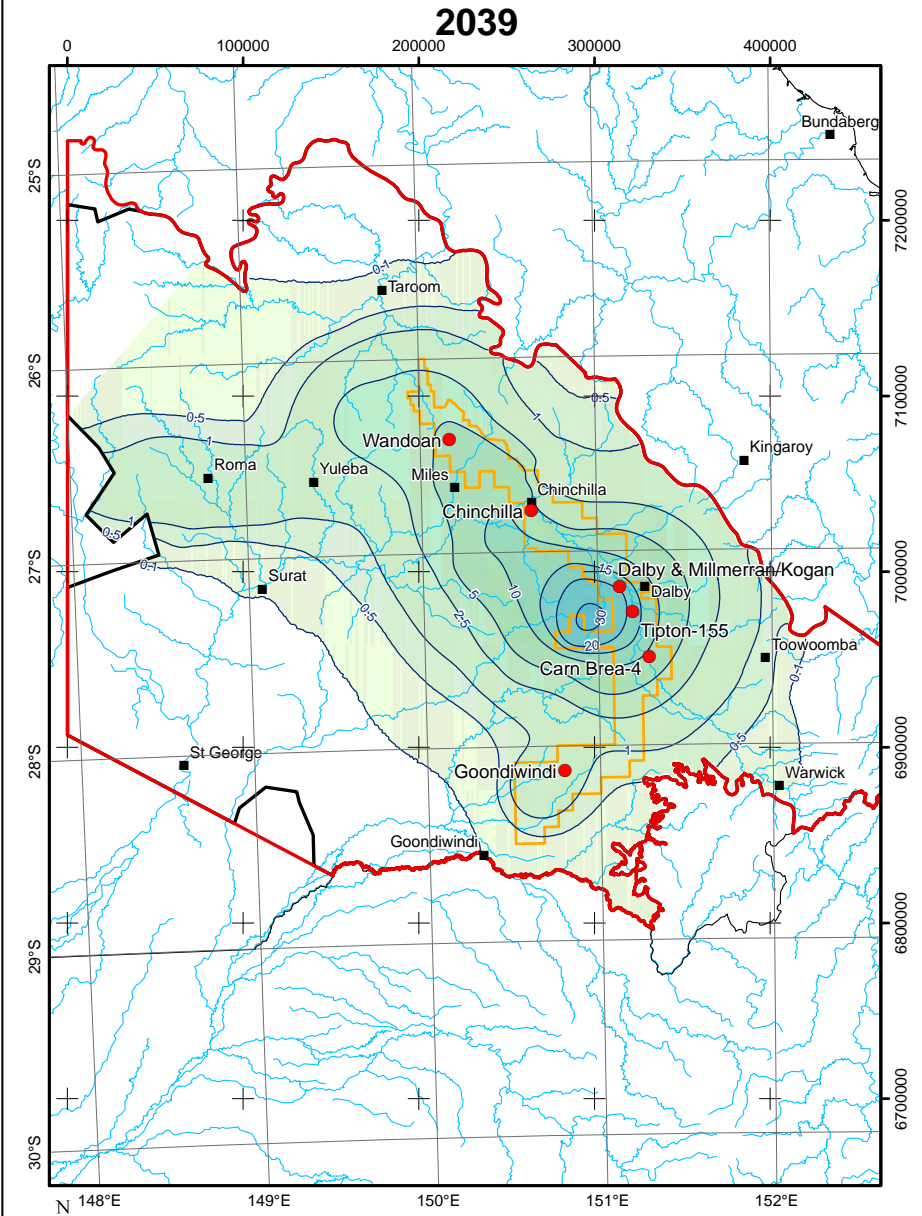 2039
0 100000 200000 300000 400000
Bundaberg
25°S
7200000
0.1
Taroom
26°S
7100000
0.5
1
0.5
1
Wandoan
Kingaroy
Roma
Yuleba
Miles
Chinchilla
Chinchilla
1
0.5
0.1
27°S
7000000
15
Dalby & Millmerran/Kogan
Surat
5
10
Dalby
0.5
2.5
30
Tipton-155
20
Toowoomba
Carn Brea-4
0.1
0.5
1
28°S
6900000
St George
Goondiwindi
Warwick
Goondiwindi
6800000
29°S
6700000
30°S
N 148°E 149°E 150°E 151°E 152°E